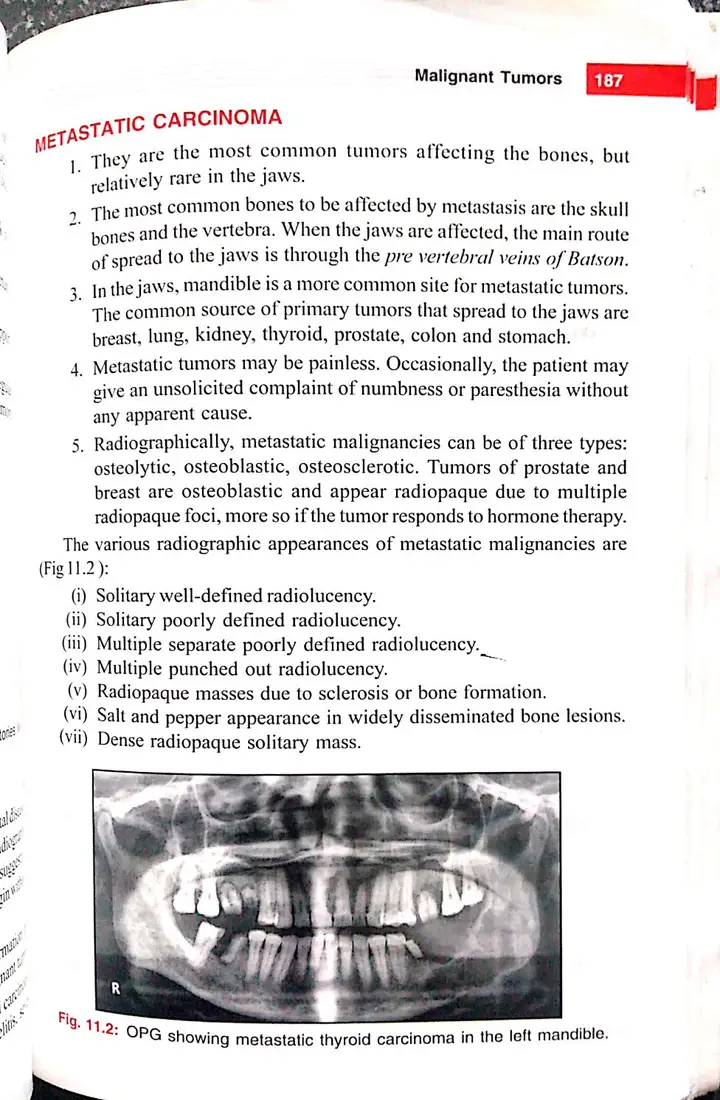 Malignant Tumors 187
METASTATIC CARCINOMA
1. They are the most common tumors affecting the bones, but
relatively rare in the jaws.
2. The most common bones to be affected by metastasis are the skull
bones and the vertebra. When the jaws are affected, the main route
of spread to the jaws is through the pre vertebral veins of Batson.
3. In the jaws, mandible is a more common site for metastatic tumors.
The common source of primary tumors that spread to the jaws are
breast, lung, kidney, thyroid, prostate, colon and stomach.
4. Metastatic tumors may be painless. Occasionally, the patient may
give an unsolicited complaint of numbness or paresthesia without
any apparent cause.
5. Radiographically, metastatic malignancies can be of three types:
osteolytic, osteoblastic, osteosclerotic. Tumors of prostate and
breast are osteoblastic and appear radiopaque due to multiple
radiopaque foci, more so if the tumor responds to hormone therapy.
The various radiographic appearances of metastatic malignancies are
(Fig 11.2 ):
(i) Solitary well-defined radiolucency.
(ii) Solitary poorly defined radiolucency.
(iii) Multiple separate poorly defined radiolucency.
(iv) Multiple punched out radiolucency.
(v) Radiopaque masses due to sclerosis or bone formation.
(vi) Salt and pepper appearance in widely disseminated bone lesions.
(vii) Dense radiopaque solitary mass.
R
Fig. 11.2: OPG showing metastatic thyroid carcinoma in the left mandible.